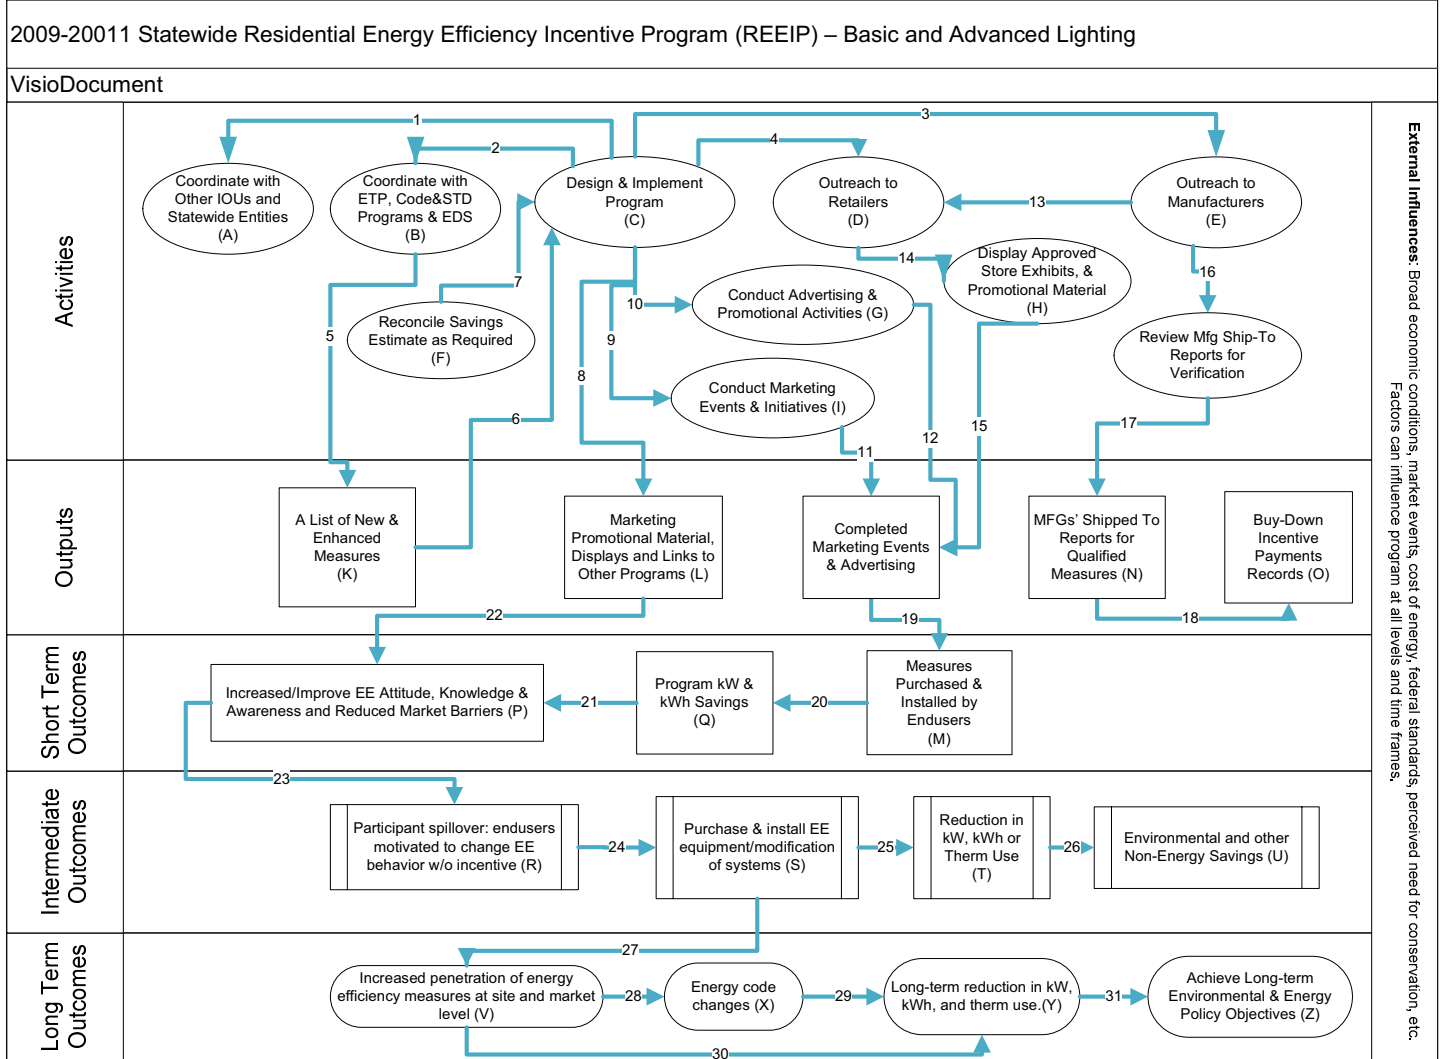 2009-20011 Statewide Residential Energy Efficiency Incentive Program (REEIP) – Basic and Advanced Lighting
VisioDocument
Activities
1
2
3
4
Coordinate with
Other IOUs and
Statewide Entities
(A)
Coordinate with
ETP, Code&STD
Programs & EDS
(B)
Design & Implement
Program
(C)
Outreach to
Retailers
(D)
13
Outreach to
Manufacturers
(E)
5
7
Reconcile Savings
Estimate as Required
(F)
6
8
9
10
Conduct Advertising &
Promotional Activities (G)
14
Display Approved
Store Exhibits, &
Promotional Material
(H)
16
Review Mfg Ship-To
Reports for
Verification
Conduct Marketing
Events & Initiatives (I)
11
12
15
17
Outputs
A List of New &
Enhanced
Measures
(K)
Marketing
Promotional Material,
Displays and Links to
Other Programs (L)
Completed
Marketing Events
& Advertising
MFGs' Shipped To
Reports for
Qualified
Measures (N)
Buy-Down
Incentive
Payments
Records (O)
22
19
18
Short Term
Outcomes
Increased/Improve EE Attitude, Knowledge &
Awareness and Reduced Market Barriers (P)
21
Program kW &
kWh Savings
(Q)
20
Measures
Purchased &
Installed by
Endusers
(M)
23
Intermediate
Outcomes
Participant spillover: endusers
motivated to change EE
behavior w/o incentive (R)
24
Purchase & install EE
equipment/modification
of systems (S)
25
Reduction in
kW, kWh or
Therm Use
(T)
26
Environmental and other
Non-Energy Savings (U)
27
Long Term
Outcomes
Increased penetration of energy
efficiency measures at site and market
level (V)
28
Energy code
changes (X)
29
Long-term reduction in kW,
kWh, and therm use.(Y)
31
Achieve Long-term
Environmental & Energy
Policy Objectives (Z)
30
External Influences: Broad economic conditions, market events, cost of energy, federal standards, perceived need for conservation, etc.
Factors can influence program at all levels and time frames.